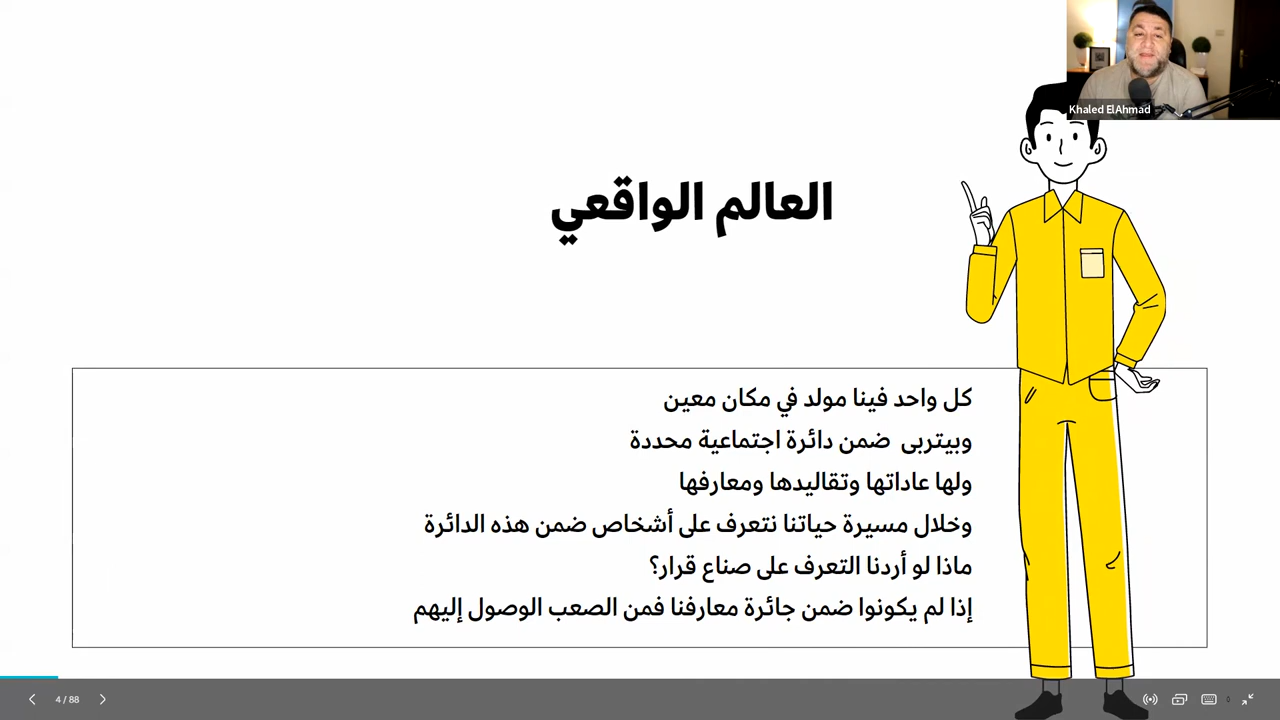 Khaled ElAhmad
العالم الواقعي
كل واحد فينا مولد في مكان معين
وبيتربى ضمن دائرة اجتماعية محددة
ولها عاداتها وتقاليدها ومعارفها
وخلال مسيرة حياتنا نتعرف على أشخاص ضمن هذه الدائرة
ماذا لو أردنا التعرف على صناع قرار؟
إذا لم يكونوا ضمن جائرة معارفنا فمن الصعب الوصول إليهم
4 / 88